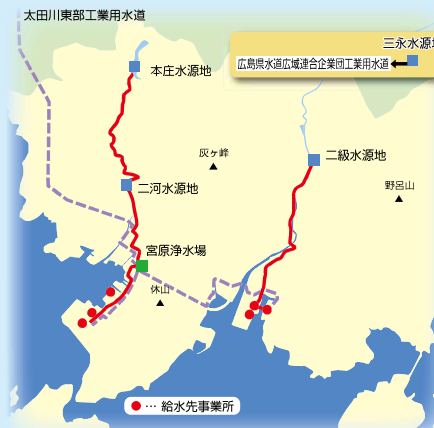 太田川東部工業用水道
三永水源
広島県水道広域連合企業団工業用水道
本庄水源地
灰ヶ峰
二級水源地
二河水源地
野呂山
宮原浄水場
休山
… 給水先事業所